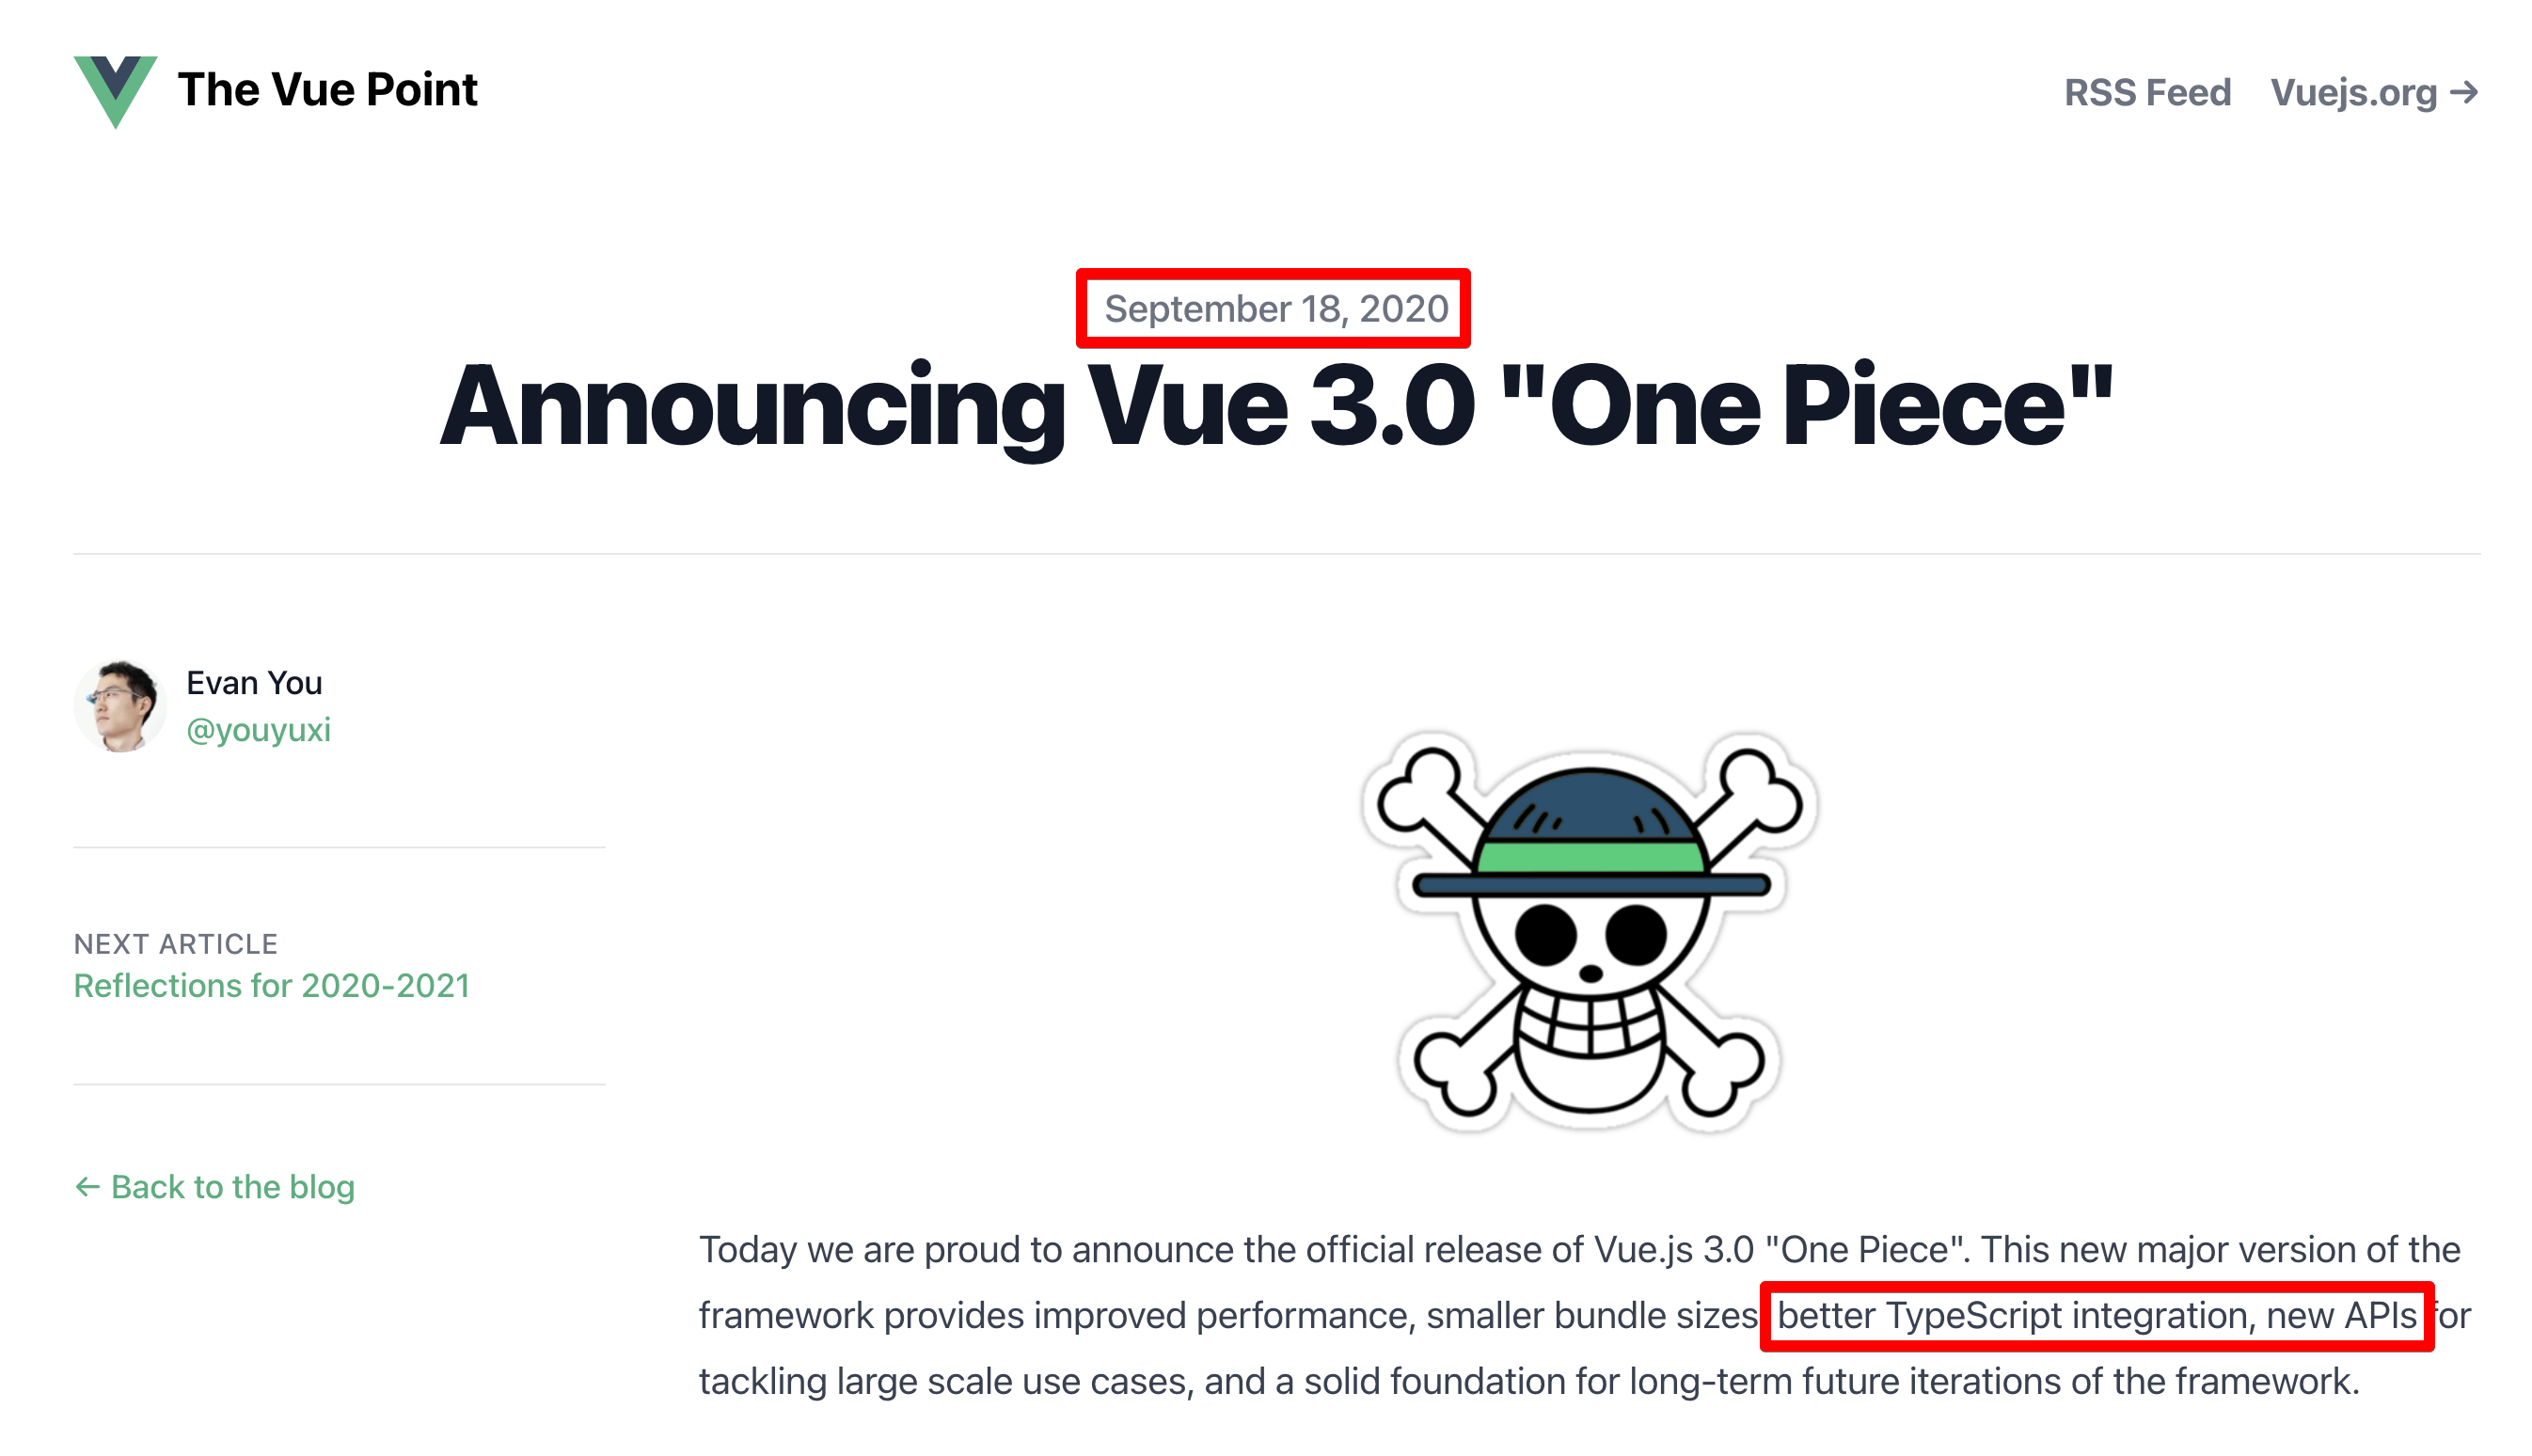 The Vue Point
RSS Feed
Vuejs.org →
September 18, 2020
Announcing Vue 3.0 "One Piece"
Evan You
@youyuxi
NEXT ARTICLE
Reflections for 2020-2021
← Back to the blog
Today we are proud to announce the official release of Vue.js 3.0 "One Piece". This new major version of the
framework provides improved performance, smaller bundle sizes better TypeScript integration, new APIs for
tackling large scale use cases, and a solid foundation for long-term future iterations of the framework.